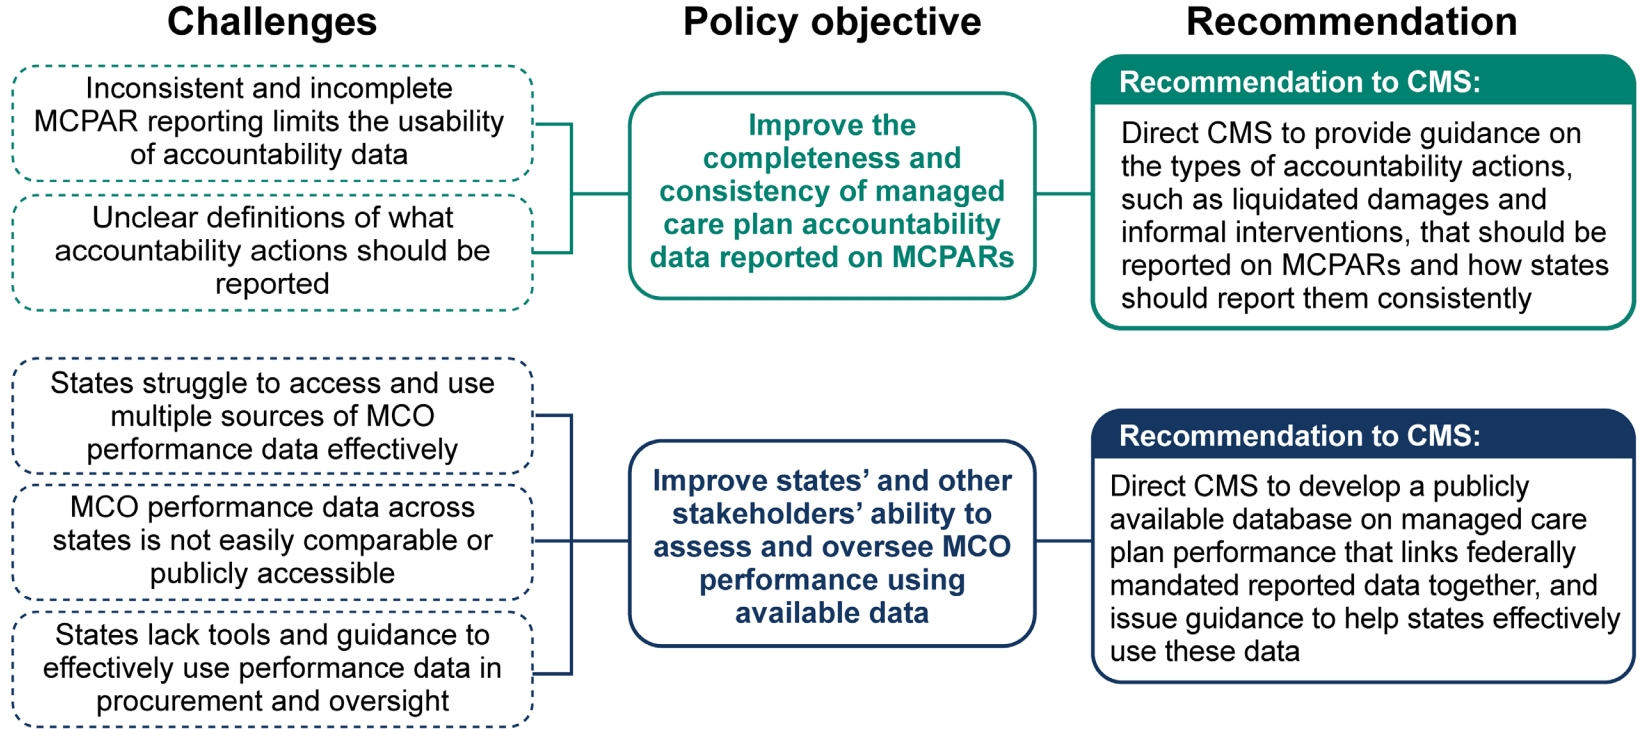 Challenges
Policy objective
Recommendation
Inconsistent and incomplete
MCPAR reporting limits the usability
of accountability data
Unclear definitions of what
accountability actions should be
reported
Improve the
completeness and
consistency of managed
care plan accountability
data reported on MCPARs
Recommendation to CMS:
Direct CMS to provide guidance on
the types of accountability actions,
such as liquidated damages and
informal interventions, that should be
reported on MCPARs and how states
should report them consistently
States struggle to access and use
multiple sources of MCO
performance data effectively
MCO performance data across
states is not easily comparable or
publicly accessible
States lack tools and guidance to
effectively use performance data in
procurement and oversight
Improve states’ and other
stakeholders’ ability to
assess and oversee MCO
performance using
available data
Recommendation to CMS:
Direct CMS to develop a publicly
available database on managed care
plan performance that links federally
mandated reported data together, and
issue guidance to help states effectively
use these data